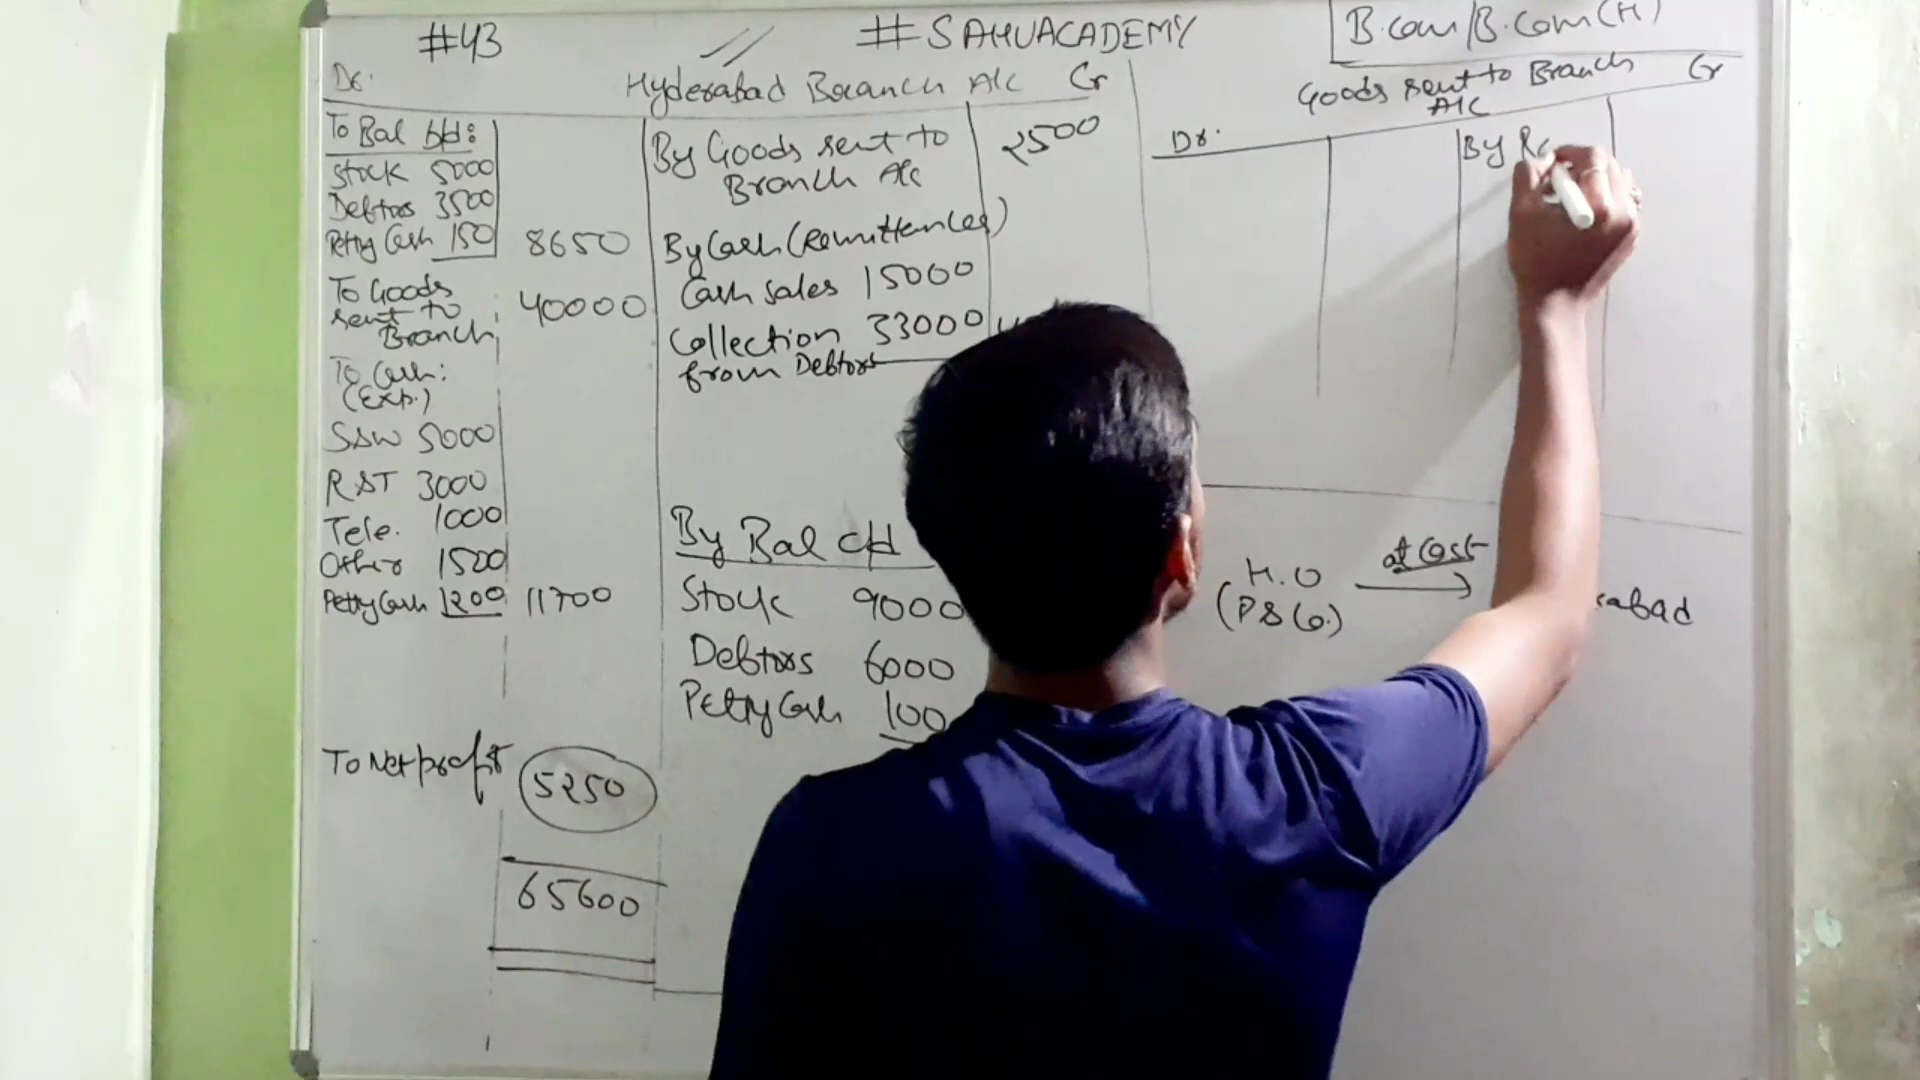 #43
#SAHUACADEMY
B.com/B.Com(H)
Dr.
Hyderabad Branch A/c Cr
To Bal b/d:
Stock 5000
Debtors 3500
Petty Cash 150 8650
To Goods
sent to
Branch 40000
To Cash:
(Exp.)
S&W 5000
R&T 3000
Tele. 1000
Other 1500
Petty Cash 1200 11700
To Net profit 5250
65600
By Goods sent to
Branch A/c 2500
By Cash (Remittances)
Cash Sales 15000
Collection 33000
from Debtors
By Bal c/d
Stock 9000
Debtors 6000
Petty Cash 100
Goods sent to Branch Cr
A/c
Dr.
By
H.O
(PS Co.)
at Cost
abad